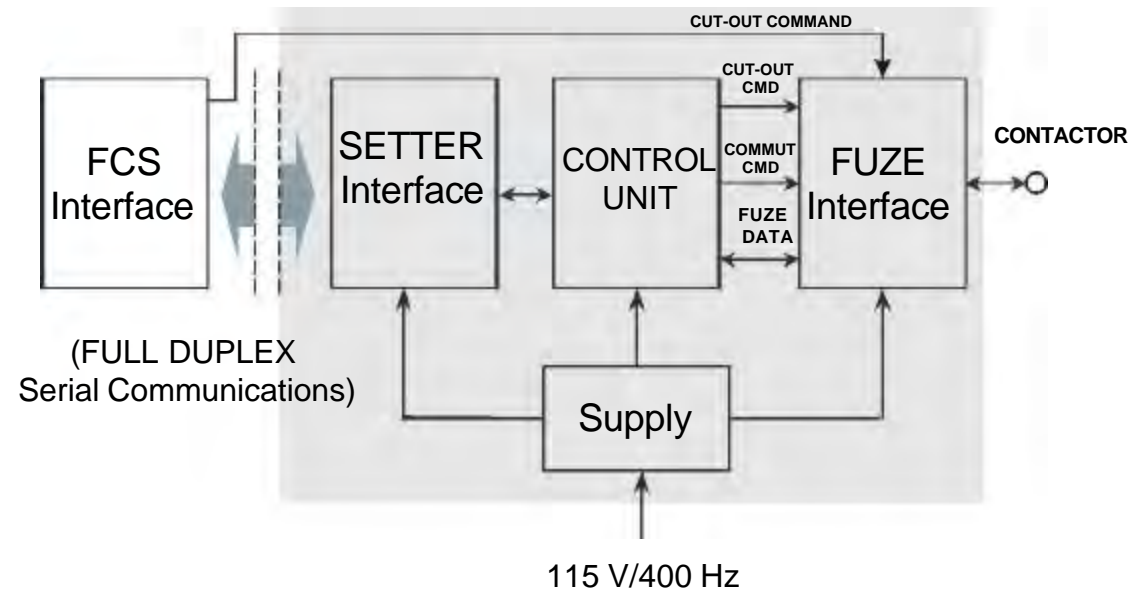 CUT-OUT COMMAND
FCS
Interface
SETTER
Interface
CONTROL
UNIT
CUT-OUT
CMD
COMMUT
CMD
FUZE
DATA
FUZE
Interface
CONTACTOR
(FULL DUPLEX
Serial Communications)
Supply
115 V/400 Hz